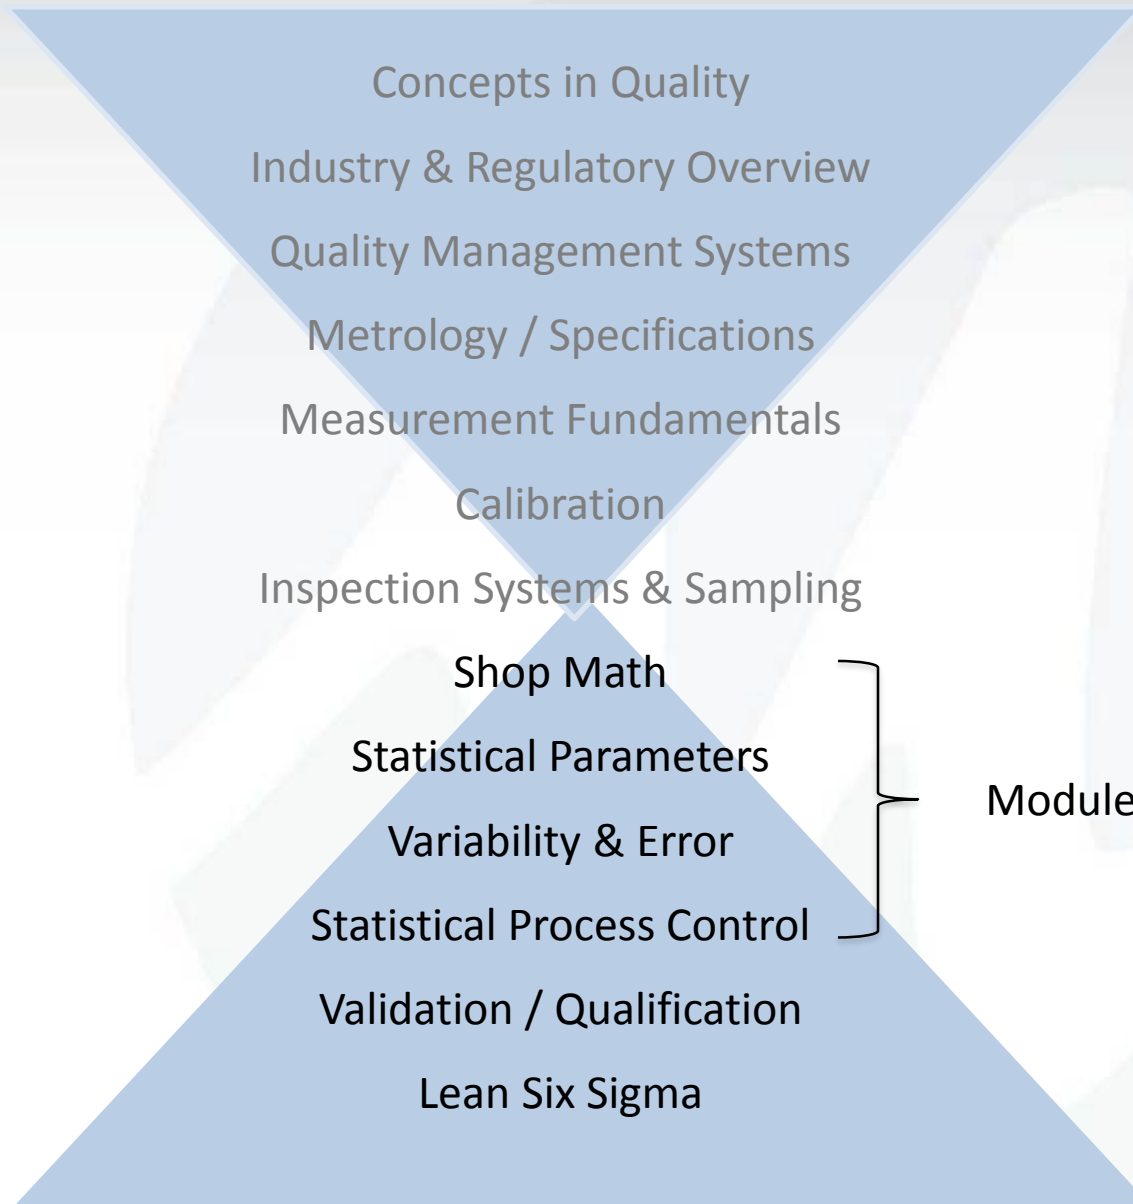 Concepts in Quality
Industry & Regulatory Overview
Quality Management Systems
Metrology / Specifications
Measurement Fundamentals
Calibration
Inspection Systems & Sampling
Shop Math
Statistical Parameters
Module
Variability & Error
Statistical Process Control
Validation / Qualification
Lean Six Sigma